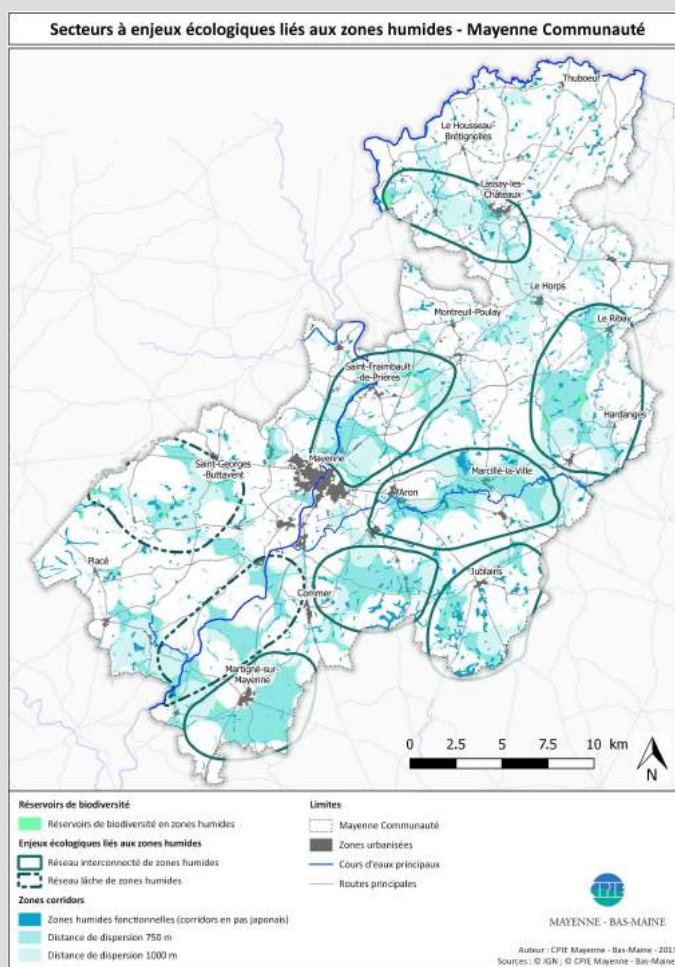 Secteurs à enjeux écologiques liés aux zones humides - Mayenne Communauté
Thuboeuf
Le Housseau-
Brétignolles
Lassay-les-
Châteaux
Le Horps
Montreuil-Poulay
Le Ribay
Saint-Fraimbault
-de-Prières
Hardanges
Mayenne
Saint-Georges
-Buttavent
Marcillé-la-Ville
Aron
Placé
Jublains
Commer
Martigné-sur-
Mayenne
0 2.5 5 7.5 10 km
N
Réservoirs de biodiversité
Réservoirs de biodiversité en zones humides
Enjeux écologiques liés aux zones humides
Réseau interconnecté de zones humides
Réseau lâche de zones humides
Zones corridors
Zones humides fonctionnelles (corridors en pas japonais)
Distance de dispersion 750 m
Distance de dispersion 1000 m
Limites
Mayenne Communauté
Zones urbanisées
Cours d'eaux principaux
Routes principales
CPIE
MAYENNE - BAS-MAINE
Auteur : CPIE Mayenne - Bas-Maine -
Sources : © IGN ; © CPIE Mayenne - Bas-Maine